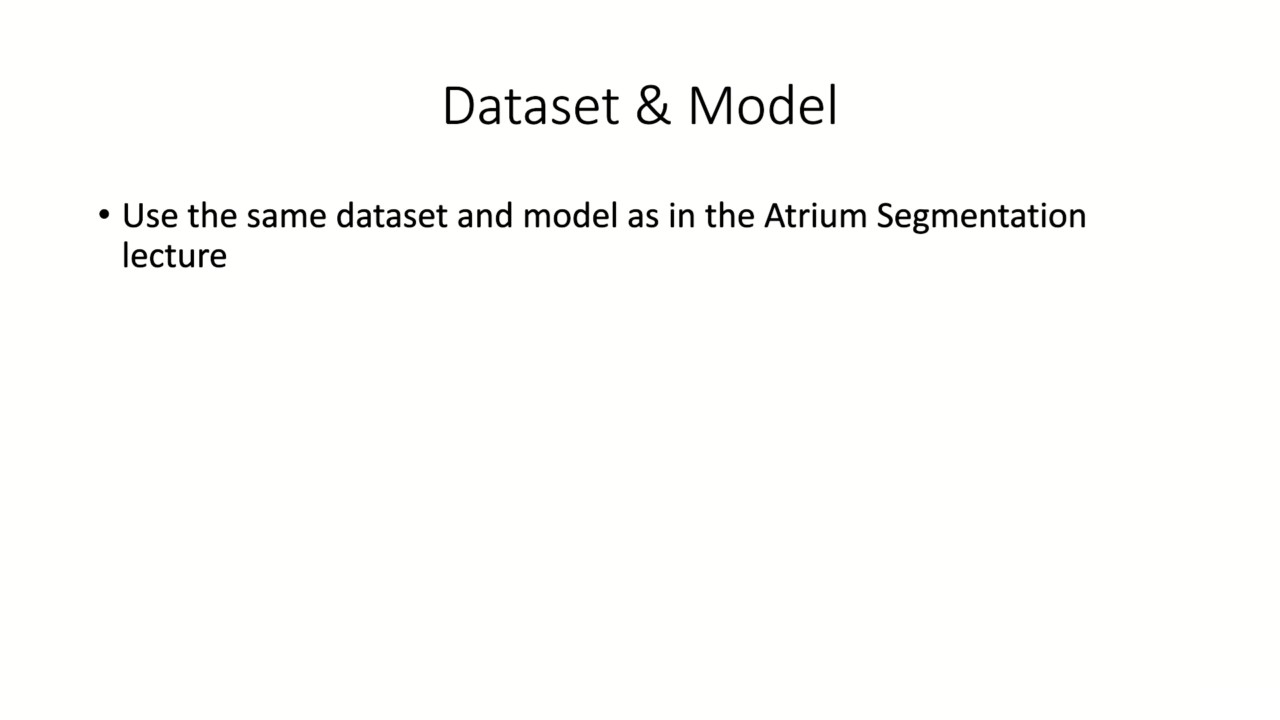 Dataset & Model
• Use the same dataset and model as in the Atrium Segmentation
lecture